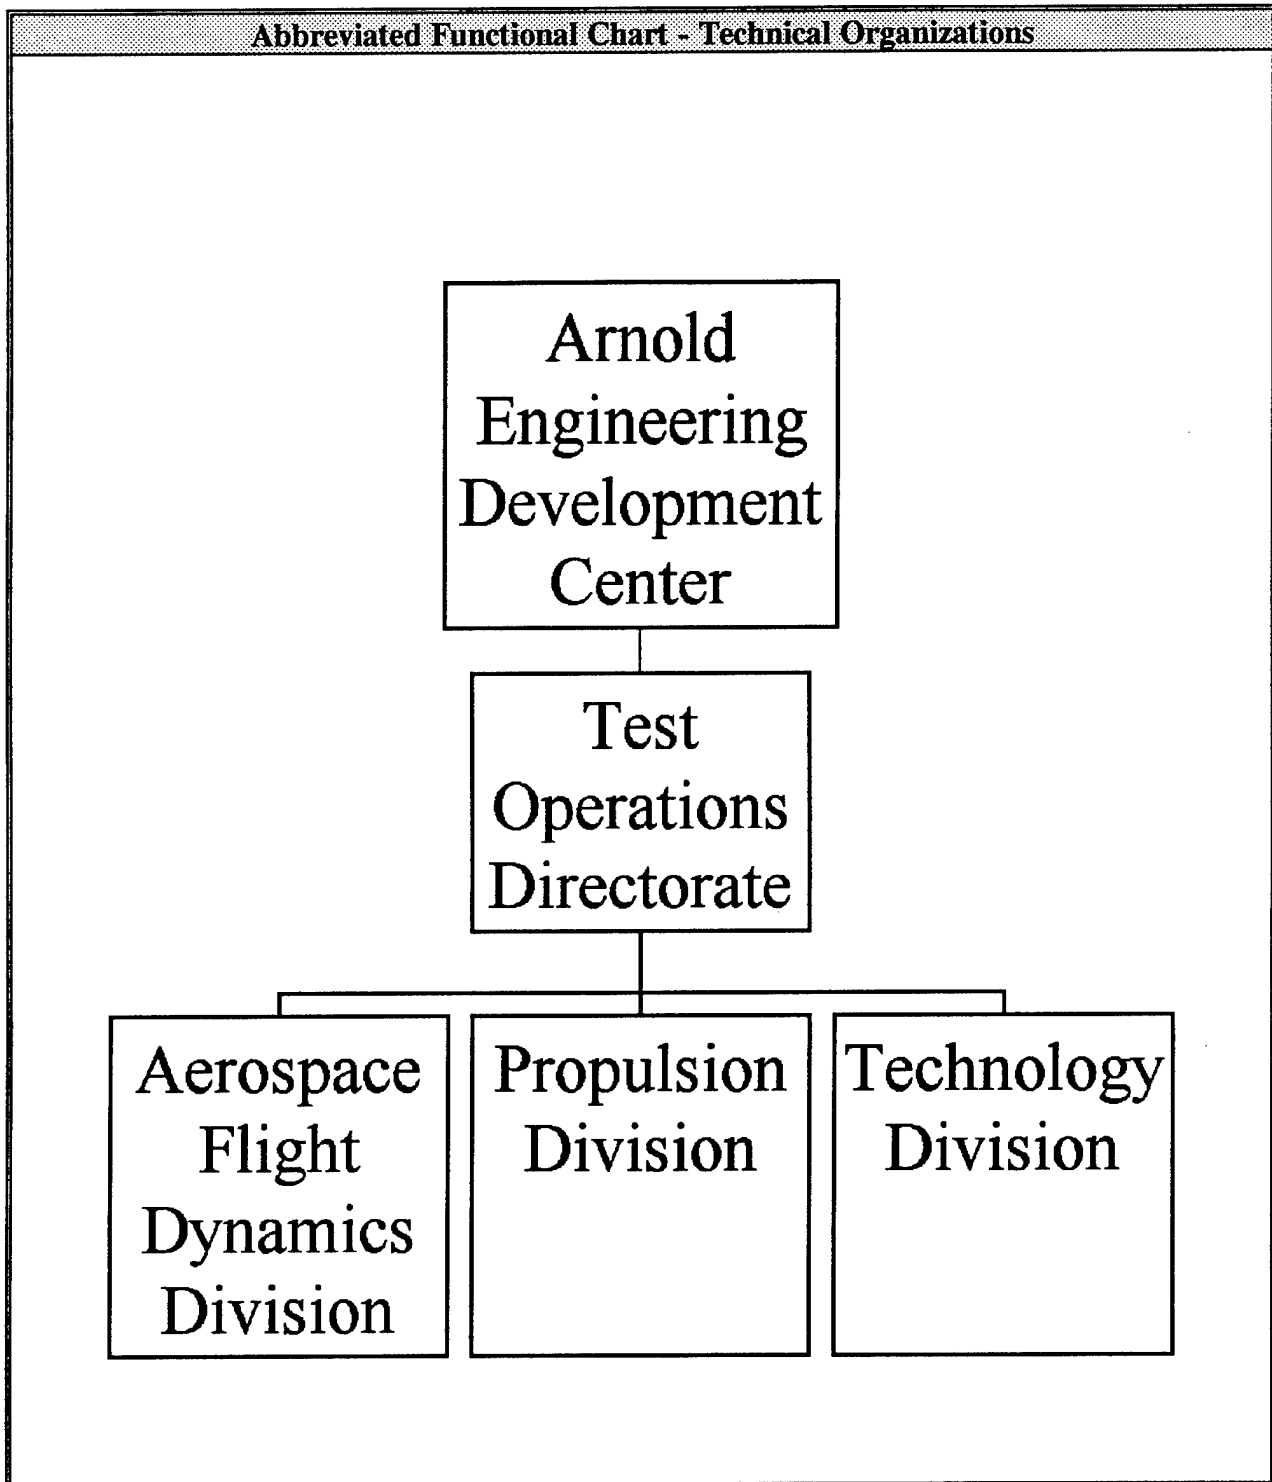 Abbreviated Functional Chart - Technical Organizations
Arnold
Engineering
Development
Center
Test
Operations
Directorate
Aerospace
Flight
Dynamics
Division
Propulsion
Division
Technology
Division